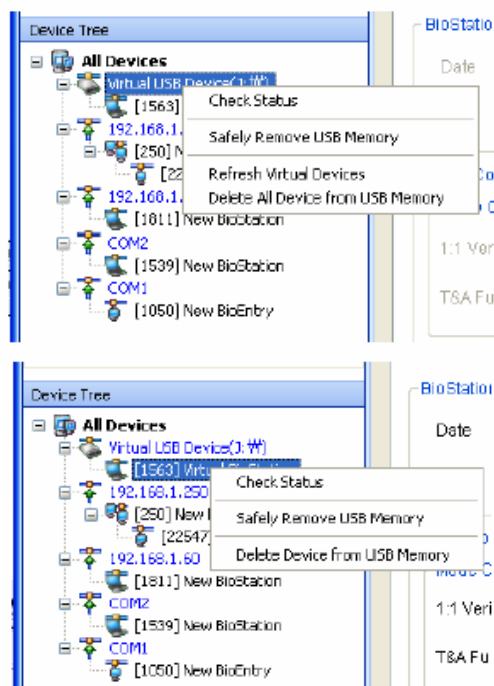 Device Tree
BioStatio
All Devices
Date
Virtual USB Device(J:₩)
[1563]
Check Status
192.168.1.
Safely Remove USB Memory
[250] N
[22
Refresh Virtual Devices
192.168.1.
Delete All Device from USB Memory
[1811] New BioStation
COM2
1:1 Ver
[1539] New BioStation
COM1
T&A Fu
[1050] New BioEntry
Device Tree
BioStation
All Devices
Date
Virtual USB Device(J:₩)
[1563] Virtual BioStation
Check Status
192.168.1.250
[250] New
Safely Remove USB Memory
[22547]
192.168.1.60
Delete Device from USB Memory
[1811] New BioStation
COM2
1:1 Veri
[1539] New BioStation
COM1
T&A Fu
[1050] New BioEntry